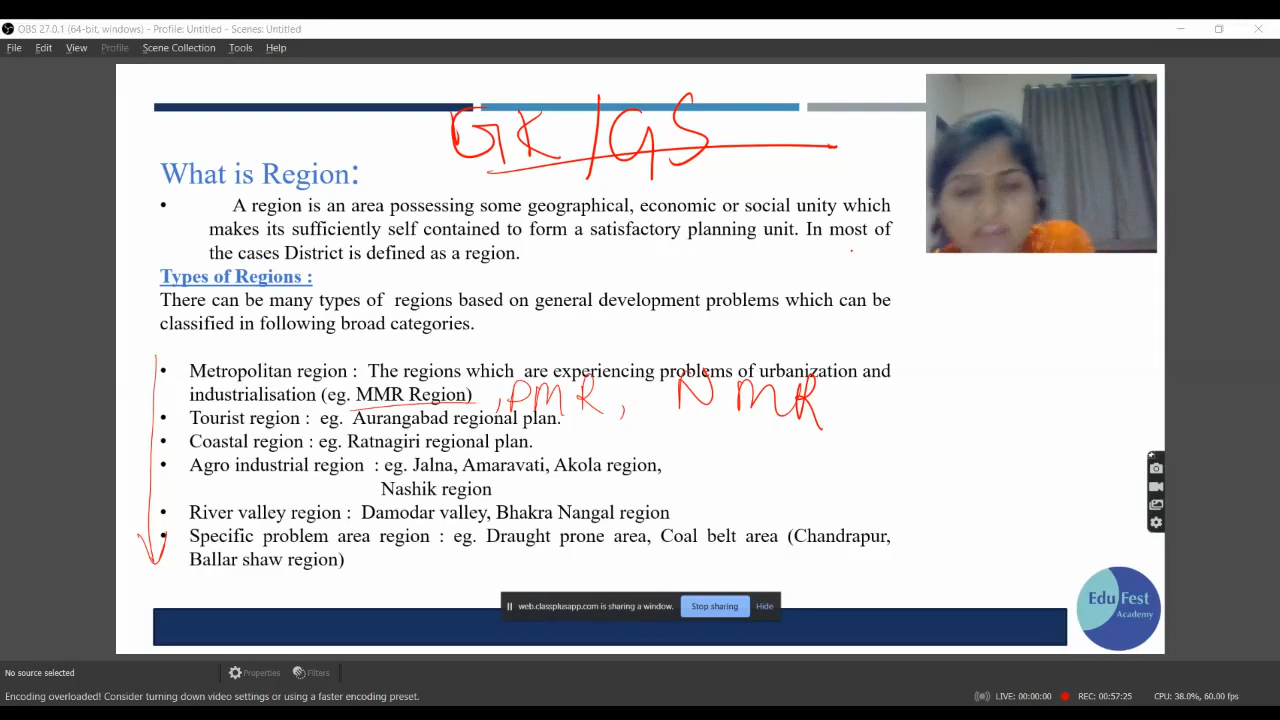 OBS 27.0.1 (64-bit, windows) - Profile: Untitled - Scenes: Untitled
File Edit View Profile Scene Collection Tools Help
GK/GS
What is Region:
• A region is an area possessing some geographical, economic or social unity which
makes its sufficiently self contained to form a satisfactory planning unit. In most of
the cases District is defined as a region.
Types of Regions :
There can be many types of regions based on general development problems which can be
classified in following broad categories.
• Metropolitan region : The regions which are experiencing problems of urbanization and
industrialisation (eg. MMR Region) , PMR, NMR
• Tourist region : eg. Aurangabad regional plan.
• Coastal region : eg. Ratnagiri regional plan.
• Agro industrial region : eg. Jalna, Amaravati, Akola region,
Nashik region
• River valley region : Damodar valley, Bhakra Nangal region
• Specific problem area region : eg. Draught prone area, Coal belt area (Chandrapur,
Ballar shaw region)
Edu Fest
Academy
web.classplusapp.com is sharing a window. Stop sharing Hide
No source selected Properties Filters
Encoding overloaded! Consider turning down video settings or using a faster encoding preset. LIVE: 00:00:00 REC: 00:57:25 CPU: 38.0%, 60.00 fps